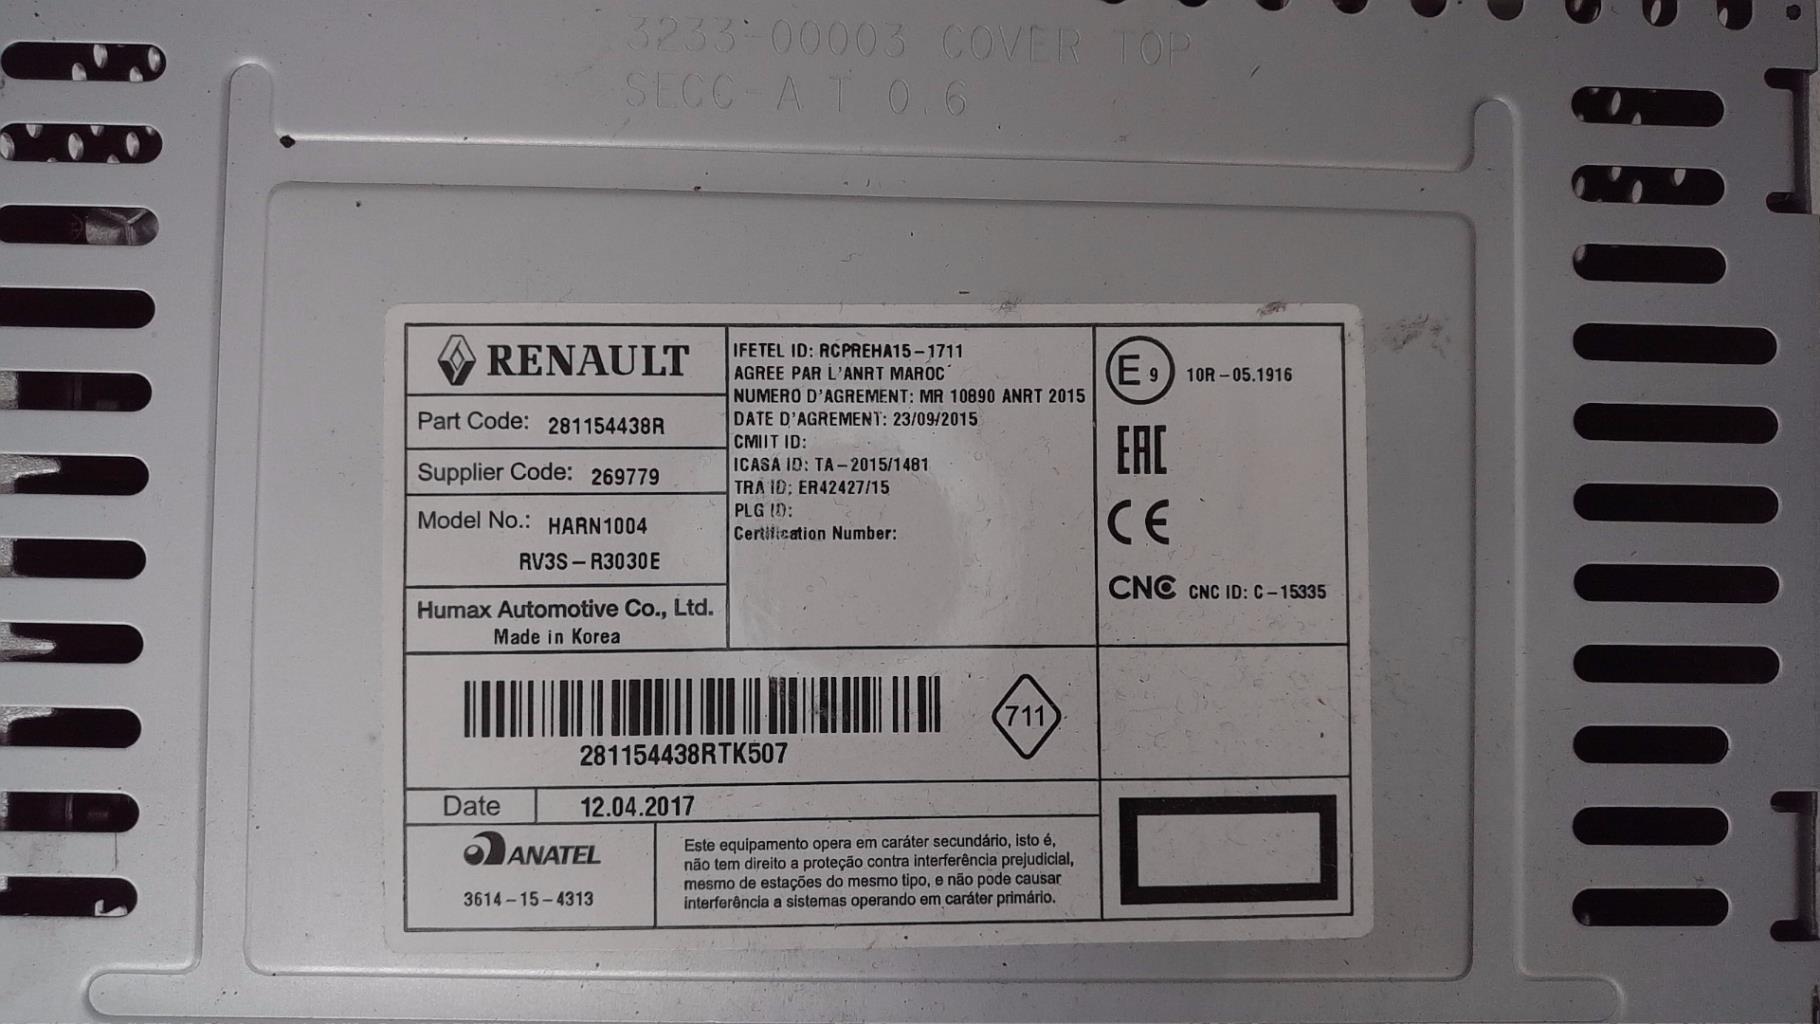 3233-00003 COVER TOP
SECC-A T 0.6
RENAULT
Part Code: 281154438R
Supplier Code: 269779
Model No.: HARN1004
RV3S-R3030E
Humax Automotive Co., Ltd.
Made in Korea
IFETEL ID: RCPREHA15-1711
AGREE PAR L'ANRT MAROC
NUMERO D'AGREMENT: MR 10890 ANRT 2015
DATE D'AGREMENT: 23/09/2015
CMIIT ID:
ICASA ID: TA-2015/1481
TRA ID: ER42427/15
PLG ID:
Certification Number:
E9 10R-05.1916
EAC
CE
CNC CNC ID: C-15335
281154438RTK507
711
Date 12.04.2017
ANATEL
3614-15-4313
Este equipamento opera em caráter secundário, isto é,
não tem direito a proteção contra interferência prejudicial,
mesmo de estações do mesmo tipo, e não pode causar
interferência a sistemas operando em caráter primário.